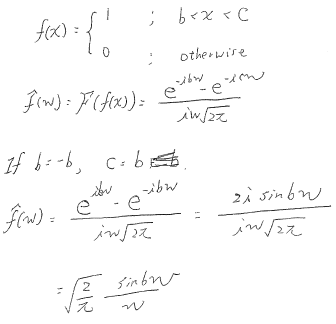 f(x) = { 1 ; b < x < c
0 ; otherwise
f̂(w) = F(f(x)) = (e^{-ibw} - e^{-icw}) / (iw√2π)
If b = -b, c = b
f̂(w) = (e^{ibw} - e^{-ibw}) / (iw√2π) = (2i sin bw) / (iw√2π)
= √(2/π) (sin bw) / w